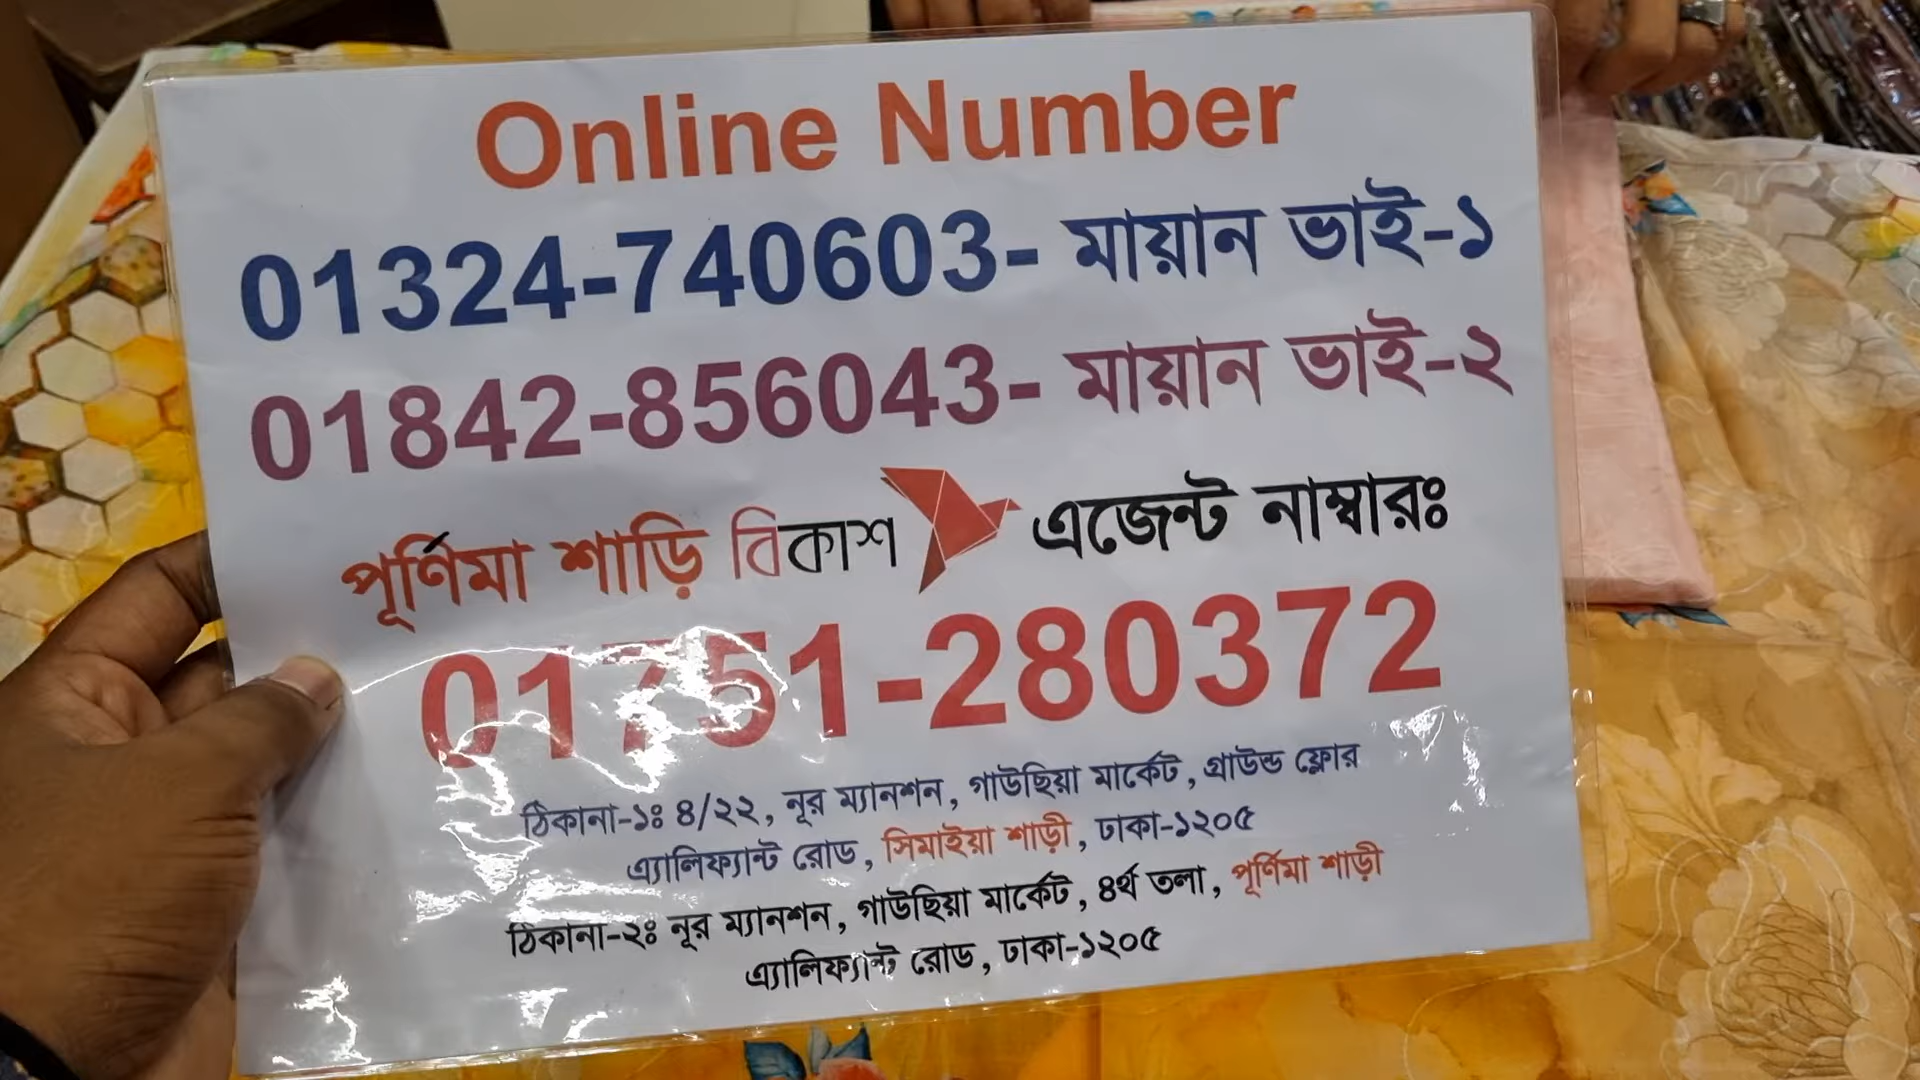 Online Number
01324-740603- মায়ান ভাই-১
01842-856043- মায়ান ভাই-২
পূর্ণিমা শাড়ি বিকাশ এজেন্ট নাম্বারঃ
01751-280372
ঠিকানা-১ঃ ৪/২২, নূর ম্যানশন, গাউছিয়া মার্কেট, গ্রাউন্ড ফ্লোর
এ্যালিফ্যান্ট রোড, সিমাইয়া শাড়ী, ঢাকা-১২০৫
ঠিকানা-২ঃ নূর ম্যানশন, গাউছিয়া মার্কেট, ৪র্থ তলা, পূর্ণিমা শাড়ী
এ্যালিফ্যান্ট রোড, ঢাকা-১২০৫